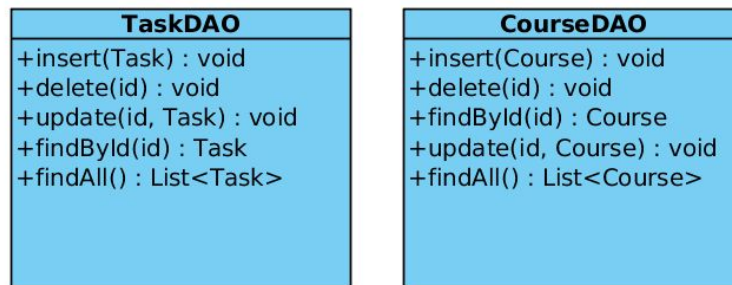 TaskDAO
+insert(Task) : void
+delete(id) : void
+update(id, Task) : void
+findById(id) : Task
+findAll() : List<Task>
CourseDAO
+insert(Course) : void
+delete(id) : void
+findById(id) : Course
+update(id, Course) : void
+findAll() : List<Course>